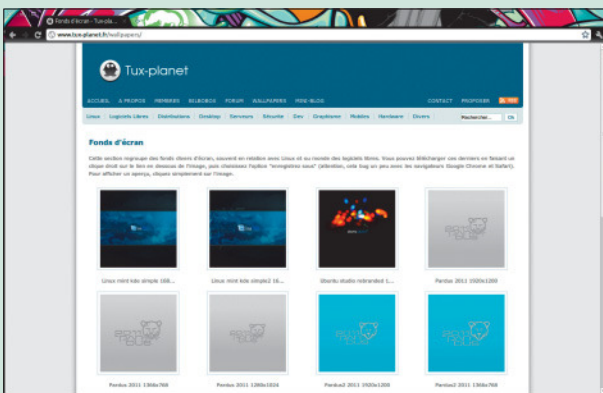 Fonds d'écran - Tux-pla...
www.tux-planet.fr/wallpapers/
Tux-planet
ACCUEIL A PROPOS MEMBRES BILBOBOX FORUM WALLPAPERS MINI-BLOG CONTACT PROPOSER RSS
Linux Logiciels Libres Distributions Desktop Serveurs Sécurité Dev Graphisme Mobiles Hardware Divers Rechercher... Ok
Fonds d'écran
Cette section regroupe des fonds divers d'écran, souvent en relation avec Linux et ou monde des logiciels libres. Vous pouvez télécharger ces derniers en faisant un
clique droit sur le lien en dessous de l'image, puis choisissez l'option "enregistrez sous" (attention, cela bug un peu avec les navigateurs Google Chrome et Safari).
Pour afficher un aperçu, cliquez simplement sur l'image.
Linux mint kde simple 168... Linux mint kde simple2 16... Ubuntu studio rebranded 1... Pardus 2011 1920x1200
Pardus 2011 1366x768 Pardus 2011 1280x1024 Pardus2 2011 1920x1200 Pardus2 2011 1366x768